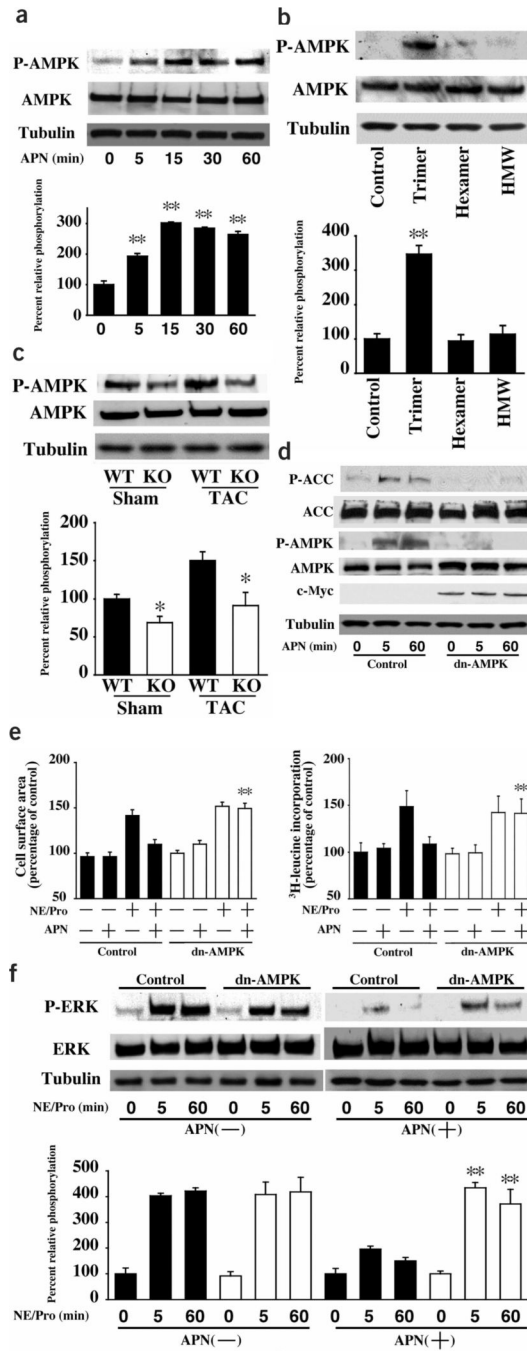 a
P-AMPK
AMPK
Tubulin
APN (min) 0 5 15 30 60
Percent relative phosphorylation
300
200
100
0
** ** ** **
0 5 15 30 60
b
P-AMPK
AMPK
Tubulin
Control Trimer Hexamer HMW
Percent relative phosphorylation
400
300
200
100
0
**
Control Trimer Hexamer HMW
c
P-AMPK
AMPK
Tubulin
WT KO WT KO
Sham TAC
Percent relative phosphorylation
200
150
100
50
0
* *
WT KO WT KO
Sham TAC
d
P-ACC
ACC
P-AMPK
AMPK
c-Myc
Tubulin
APN (min) 0 5 60 0 5 60
Control dn-AMPK
e
Cell surface area
(percentage of control)
200
150
100
50
**
NE/Pro — — + + — — + +
APN — + — + — + — +
Control dn-AMPK
³H-leucine incorporation
(percentage of control)
200
150
100
50
**
NE/Pro — — + + — — + +
APN — + — + — + — +
Control dn-AMPK
f
Control dn-AMPK Control dn-AMPK
P-ERK
ERK
Tubulin
NE/Pro (min) 0 5 60 0 5 60 0 5 60 0 5 60
APN(—) APN(+)
Percent relative phosphorylation
400
300
200
100
0
** **
NE/Pro (min) 0 5 60 0 5 60 0 5 60 0 5 60
APN(—) APN(+)